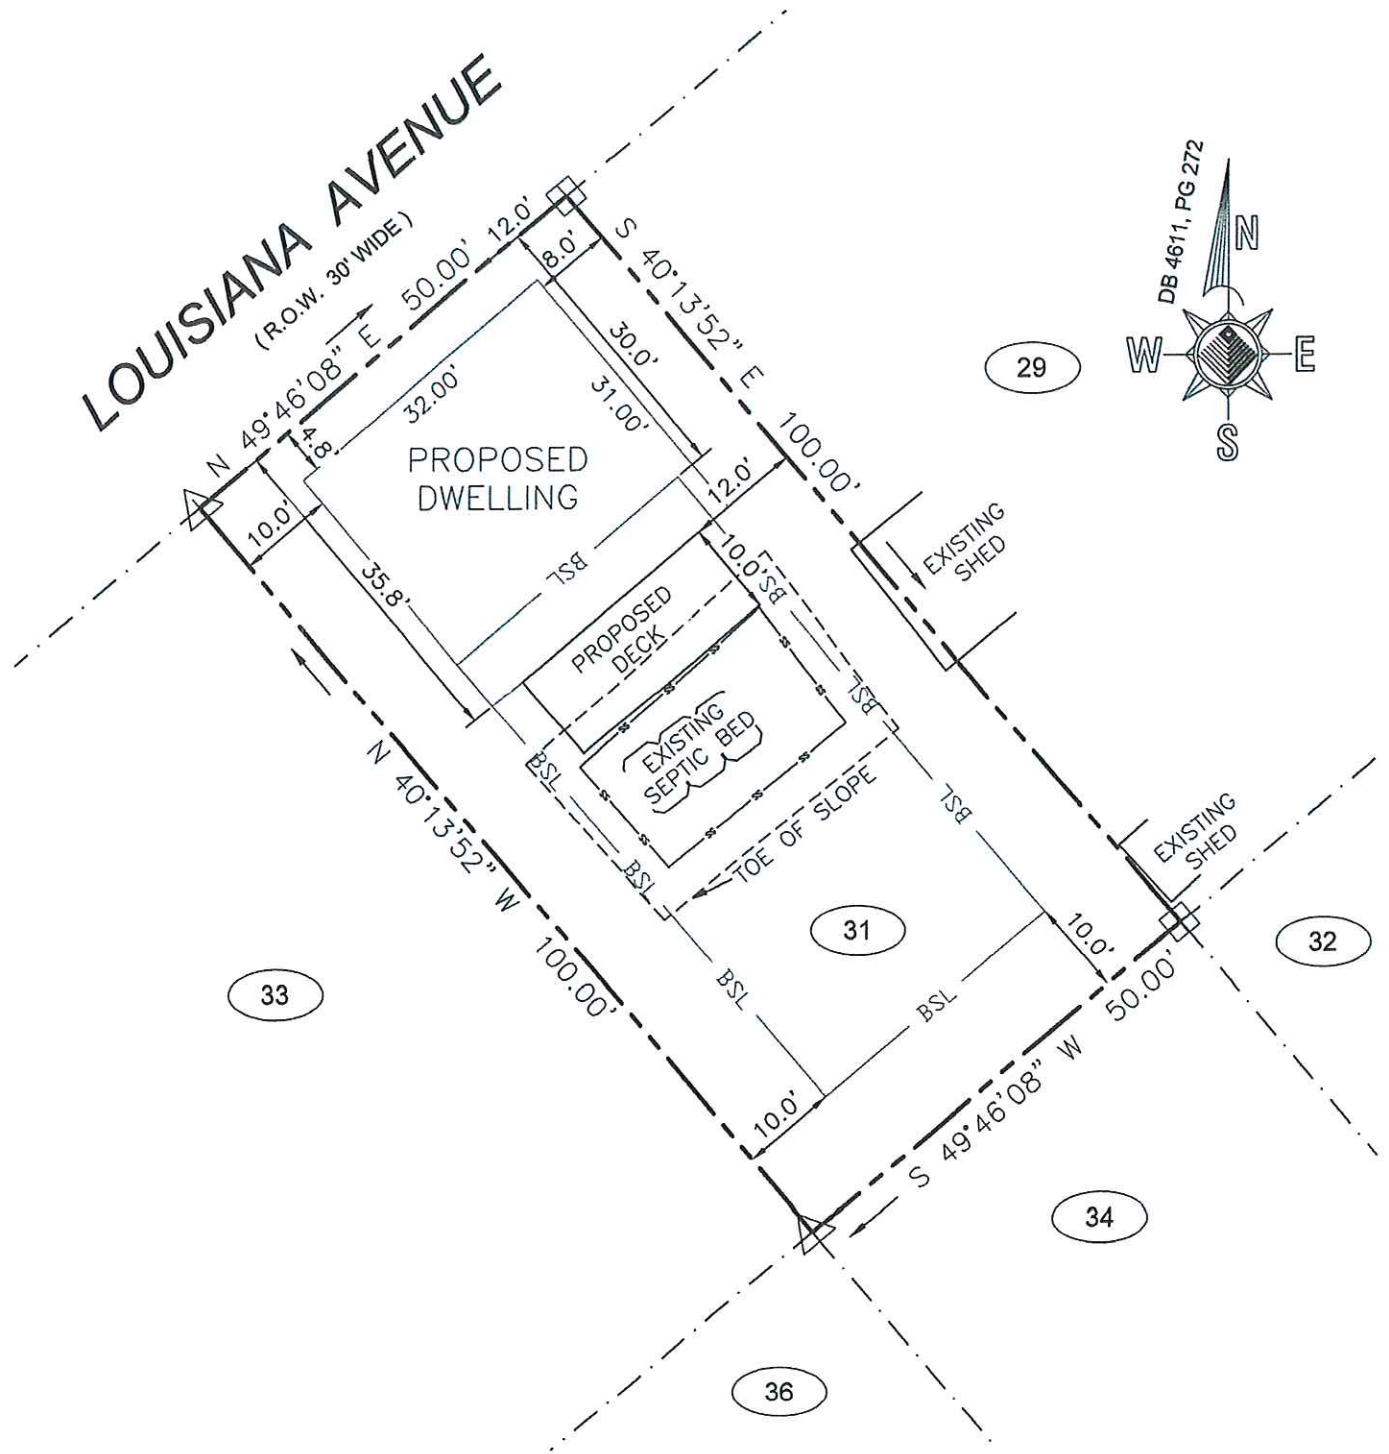 LOUISIANA AVENUE
( R.O.W. 30' WIDE )
N 49°46'08" E 50.00'
12.0'
8.0'
S 40°13'52" E 100.00'
DB 4611, PG 272
N
W
E
S
29
32.00'
30.0'
31.00'
4.8'
PROPOSED
DWELLING
10.0'
12.0'
35.8'
BSL
10.0'
EXISTING
SHED
PROPOSED
DECK
BSL
BSL
EXISTING
SEPTIC BED
BSL
BSL
BSL
TOE OF SLOPE
EXISTING
SHED
N 40°13'52" W 100.00'
31
10.0'
32
33
BSL
BSL
50.00'
S 49°46'08" W
10.0'
34
36